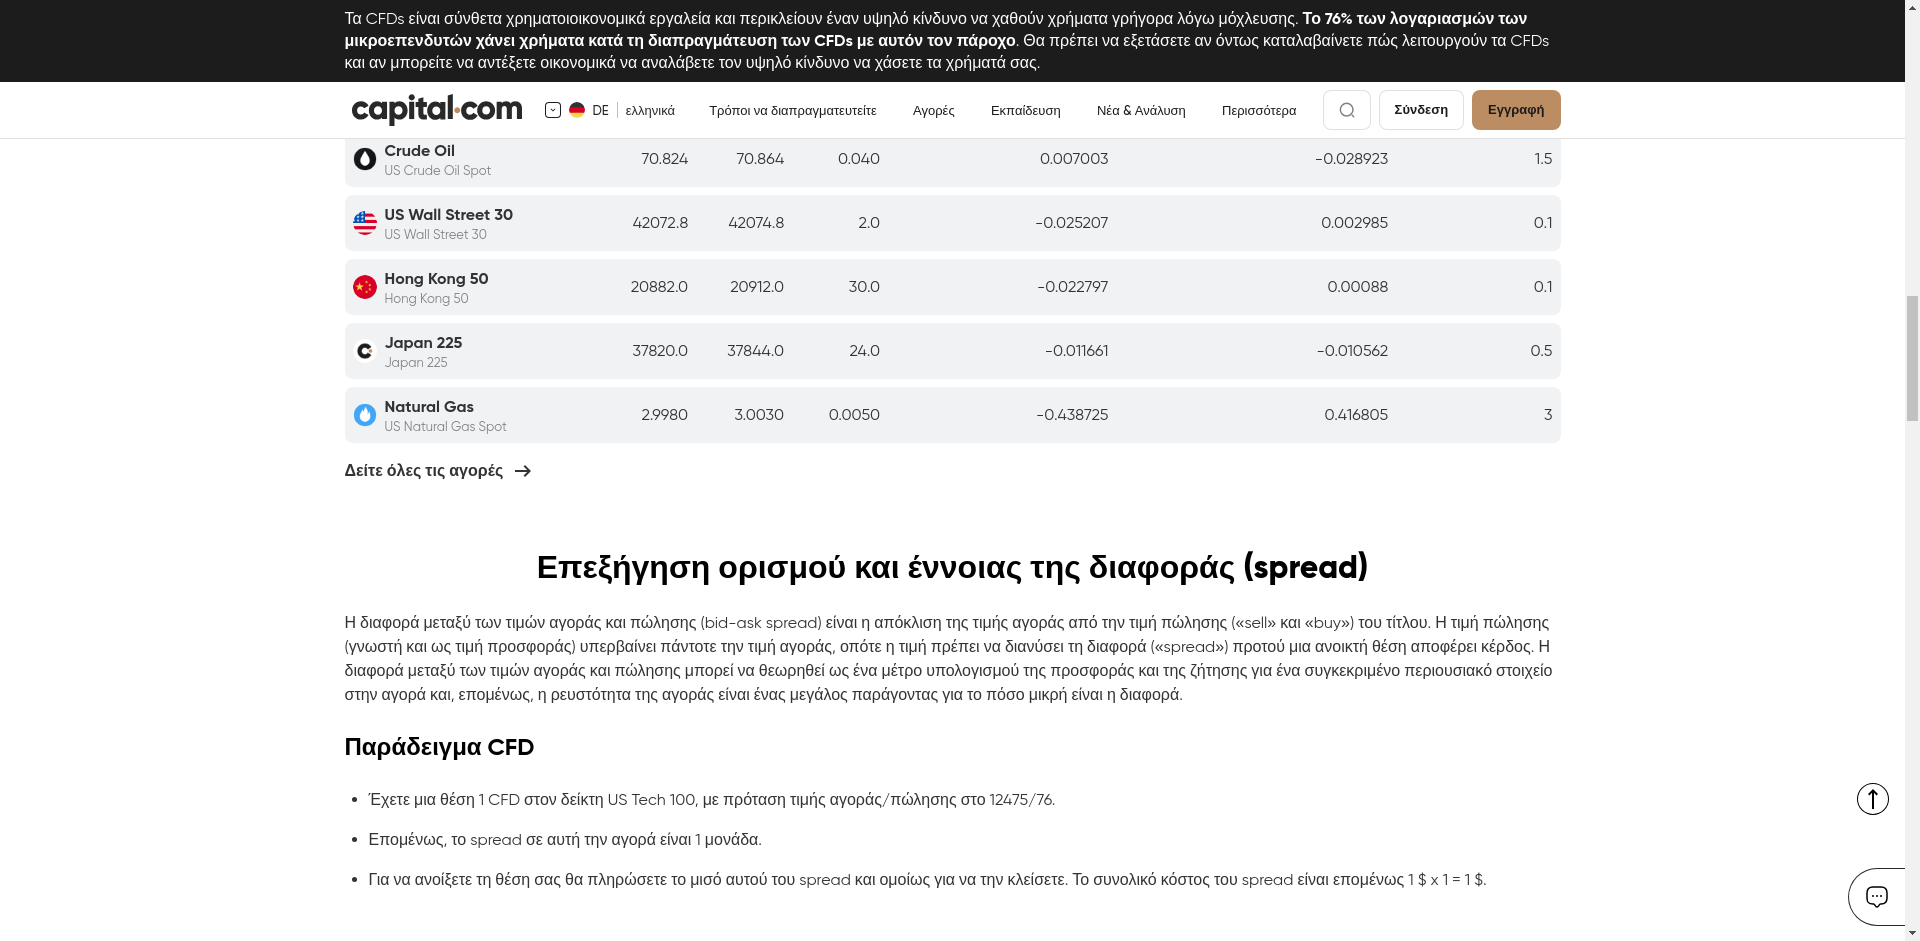 Τα CFDs είναι σύνθετα χρηματοιοικονομικά εργαλεία και περικλείουν έναν υψηλό κίνδυνο να χαθούν χρήματα γρήγορα λόγω μόχλευσης. Το 76% των λογαριασμών των
μικροεπενδυτών χάνει χρήματα κατά τη διαπραγμάτευση των CFDs με αυτόν τον πάροχο. Θα πρέπει να εξετάσετε αν όντως καταλαβαίνετε πώς λειτουργούν τα CFDs
και αν μπορείτε να αντέξετε οικονομικά να αναλάβετε τον υψηλό κίνδυνο να χάσετε τα χρήματά σας.
capital.com DE ελληνικά Τρόποι να διαπραγματευτείτε Αγορές Εκπαίδευση Νέα & Ανάλυση Περισσότερα Σύνδεση Εγγραφή
Crude Oil 70.824 70.864 0.040 0.007003 -0.028923 1.5
US Crude Oil Spot
US Wall Street 30 42072.8 42074.8 2.0 -0.025207 0.002985 0.1
US Wall Street 30
Hong Kong 50 20882.0 20912.0 30.0 -0.022797 0.00088 0.1
Hong Kong 50
Japan 225 37820.0 37844.0 24.0 -0.011661 -0.010562 0.5
Japan 225
Natural Gas 2.9980 3.0030 0.0050 -0.438725 0.416805 3
US Natural Gas Spot
Δείτε όλες τις αγορές
Επεξήγηση ορισμού και έννοιας της διαφοράς (spread)
Η διαφορά μεταξύ των τιμών αγοράς και πώλησης (bid-ask spread) είναι η απόκλιση της τιμής αγοράς από την τιμή πώλησης («sell» και «buy») του τίτλου. Η τιμή πώλησης
(γνωστή και ως τιμή προσφοράς) υπερβαίνει πάντοτε την τιμή αγοράς, οπότε η τιμή πρέπει να διανύσει τη διαφορά («spread») προτού μια ανοικτή θέση αποφέρει κέρδος. Η
διαφορά μεταξύ των τιμών αγοράς και πώλησης μπορεί να θεωρηθεί ως ένα μέτρο υπολογισμού της προσφοράς και της ζήτησης για ένα συγκεκριμένο περιουσιακό στοιχείο
στην αγορά και, επομένως, η ρευστότητα της αγοράς είναι ένας μεγάλος παράγοντας για το πόσο μικρή είναι η διαφορά.
Παράδειγμα CFD
• Έχετε μια θέση 1 CFD στον δείκτη US Tech 100, με πρόταση τιμής αγοράς/πώλησης στο 12475/76.
• Επομένως, το spread σε αυτή την αγορά είναι 1 μονάδα.
• Για να ανοίξετε τη θέση σας θα πληρώσετε το μισό αυτού του spread και ομοίως για να την κλείσετε. Το συνολικό κόστος του spread είναι επομένως 1 $ x 1 = 1 $.